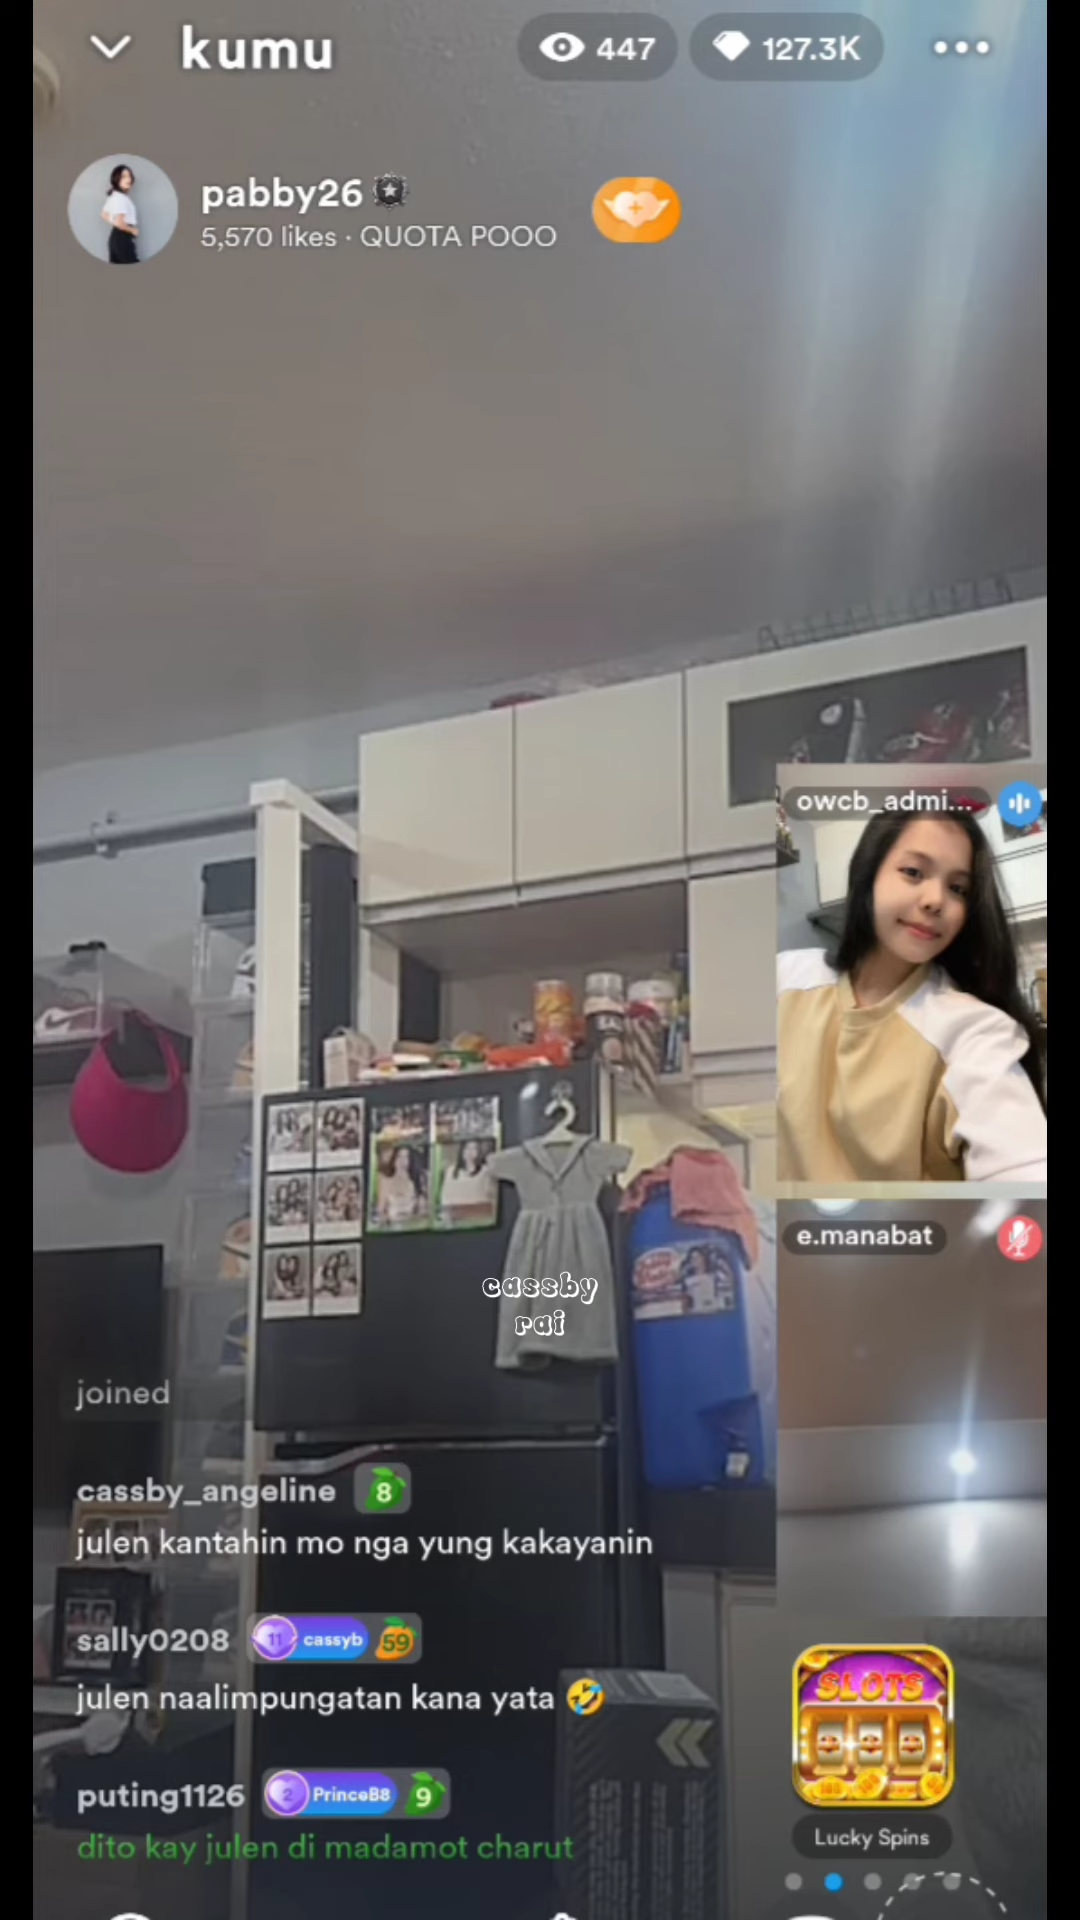 kumu
447
127.3K
pabby26
5,570 likes · QUOTA POOO
owcb_admi...
e.manabat
cassby
rai
joined
cassby_angeline 8
julen kantahin mo nga yung kakayanin
sally0208 11 cassyb 59
julen naalimpungatan kana yata 🤣
puting1126 2 PrinceB8 9
dito kay julen di madamot charut
SLOTS
Lucky Spins